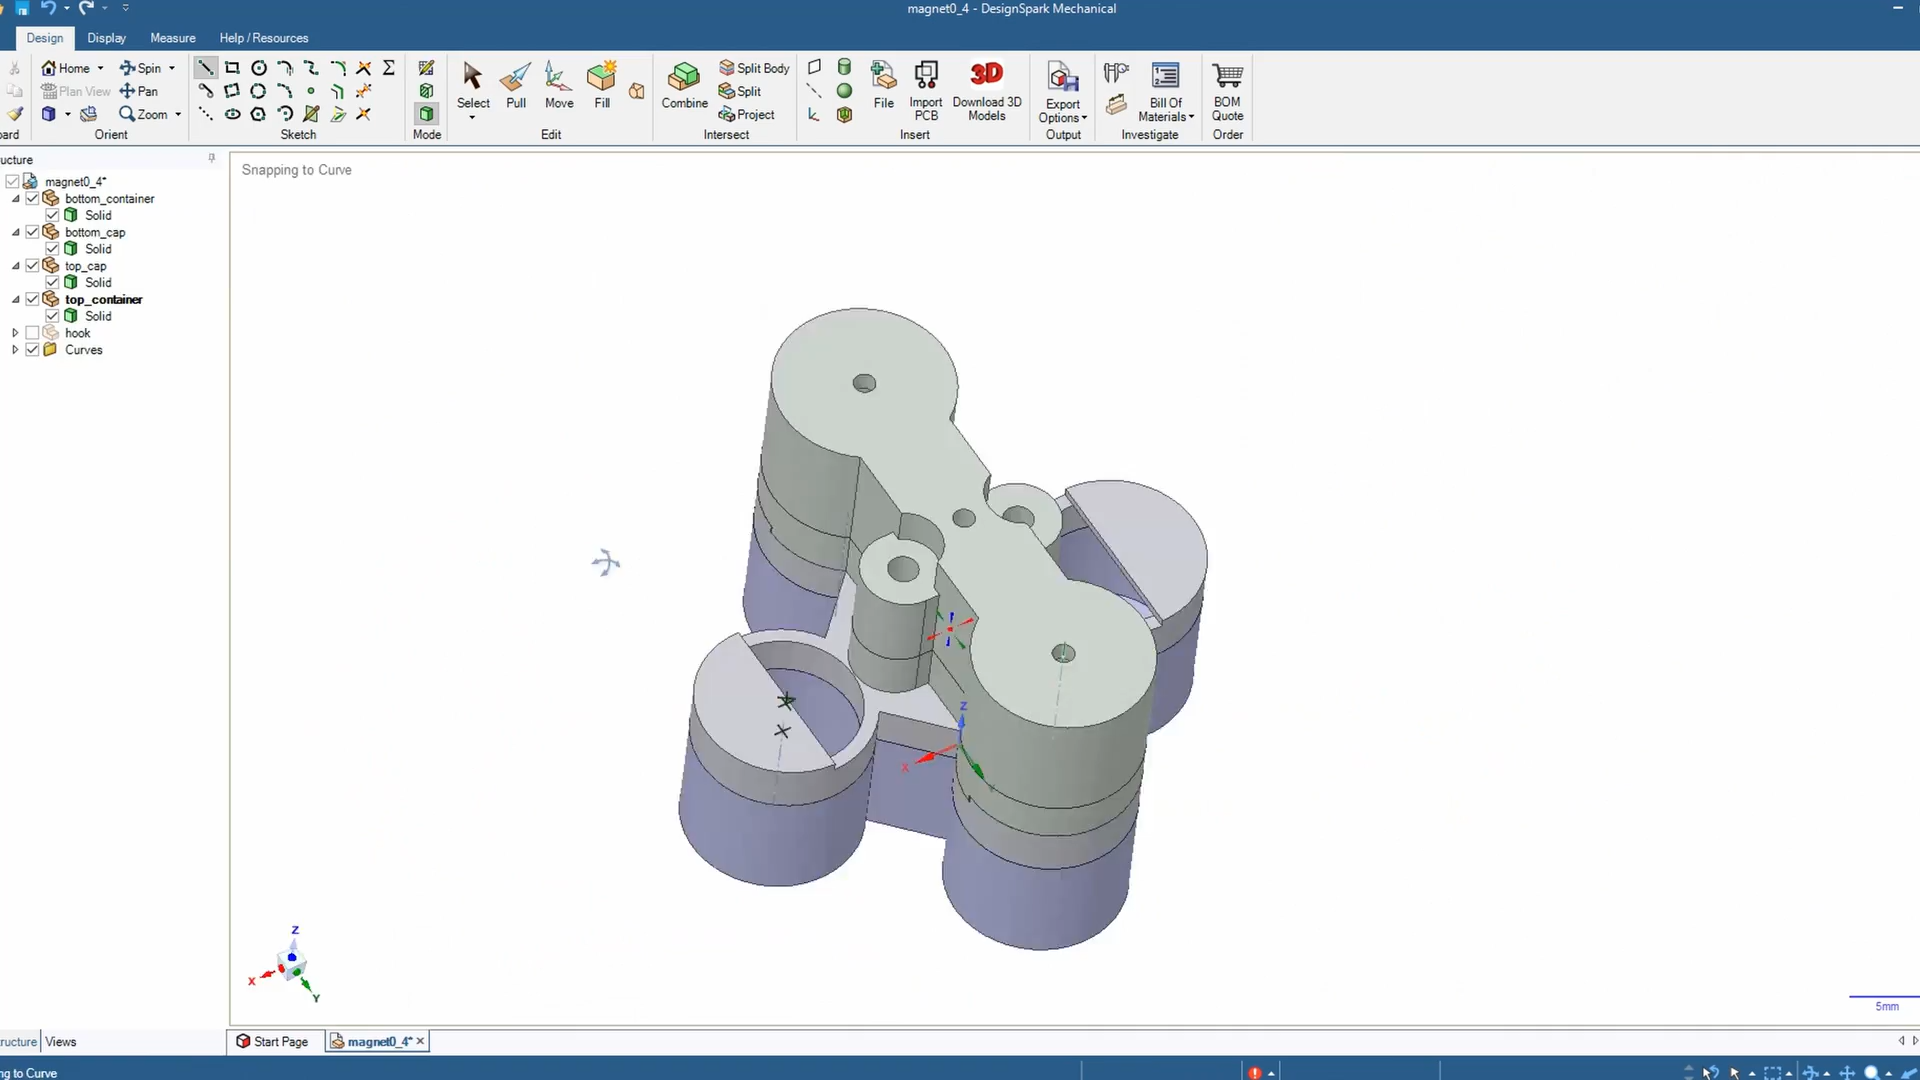 magnet0_4 - DesignSpark Mechanical
Design Display Measure Help / Resources
Home Spin
Plan View Pan
Zoom
ard Orient Sketch Mode
Select Pull Move Fill
Edit
Combine Split Body
Split
Project
Intersect
File Import PCB Download 3D Models
3D
Insert
Export Options
Output
Bill Of Materials
Investigate
BOM Quote
Order
ucture
magnet0_4*
bottom_container
Solid
bottom_cap
Solid
top_cap
Solid
top_container
Solid
hook
Curves
Snapping to Curve
Z
X
Y
Z
X
Y
5mm
ructure Views
Start Page magnet0_4*
ng to Curve